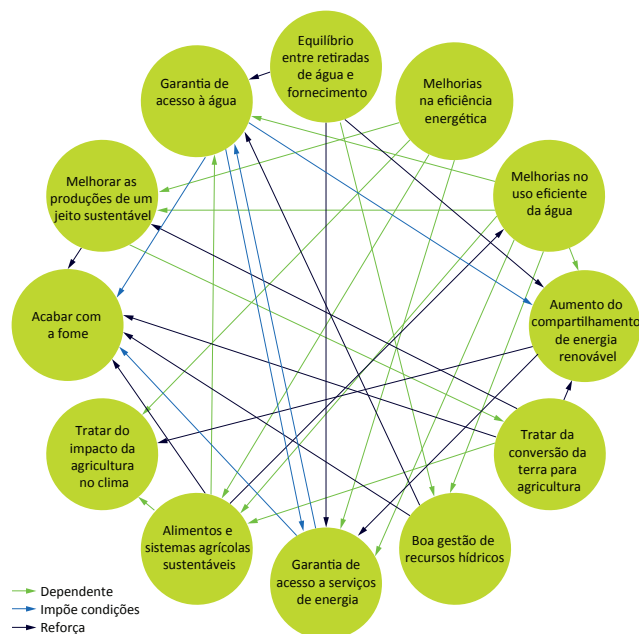 Equilíbrio
entre retiradas
de água e
fornecimento
Garantia de
acesso à água
Melhorias
na eficiência
energética
Melhorar as
produções de um
jeito sustentável
Melhorias no
uso eficiente
da água
Acabar com
a fome
Aumento do
compartilhamento
de energia
renovável
Tratar do
impacto da
agricultura
no clima
Tratar da
conversão da
terra para
agricultura
Alimentos e
sistemas agrícolas
sustentáveis
Garantia de
acesso a serviços
de energia
Boa gestão de
recursos hídricos
Dependente
Impõe condições
Reforça